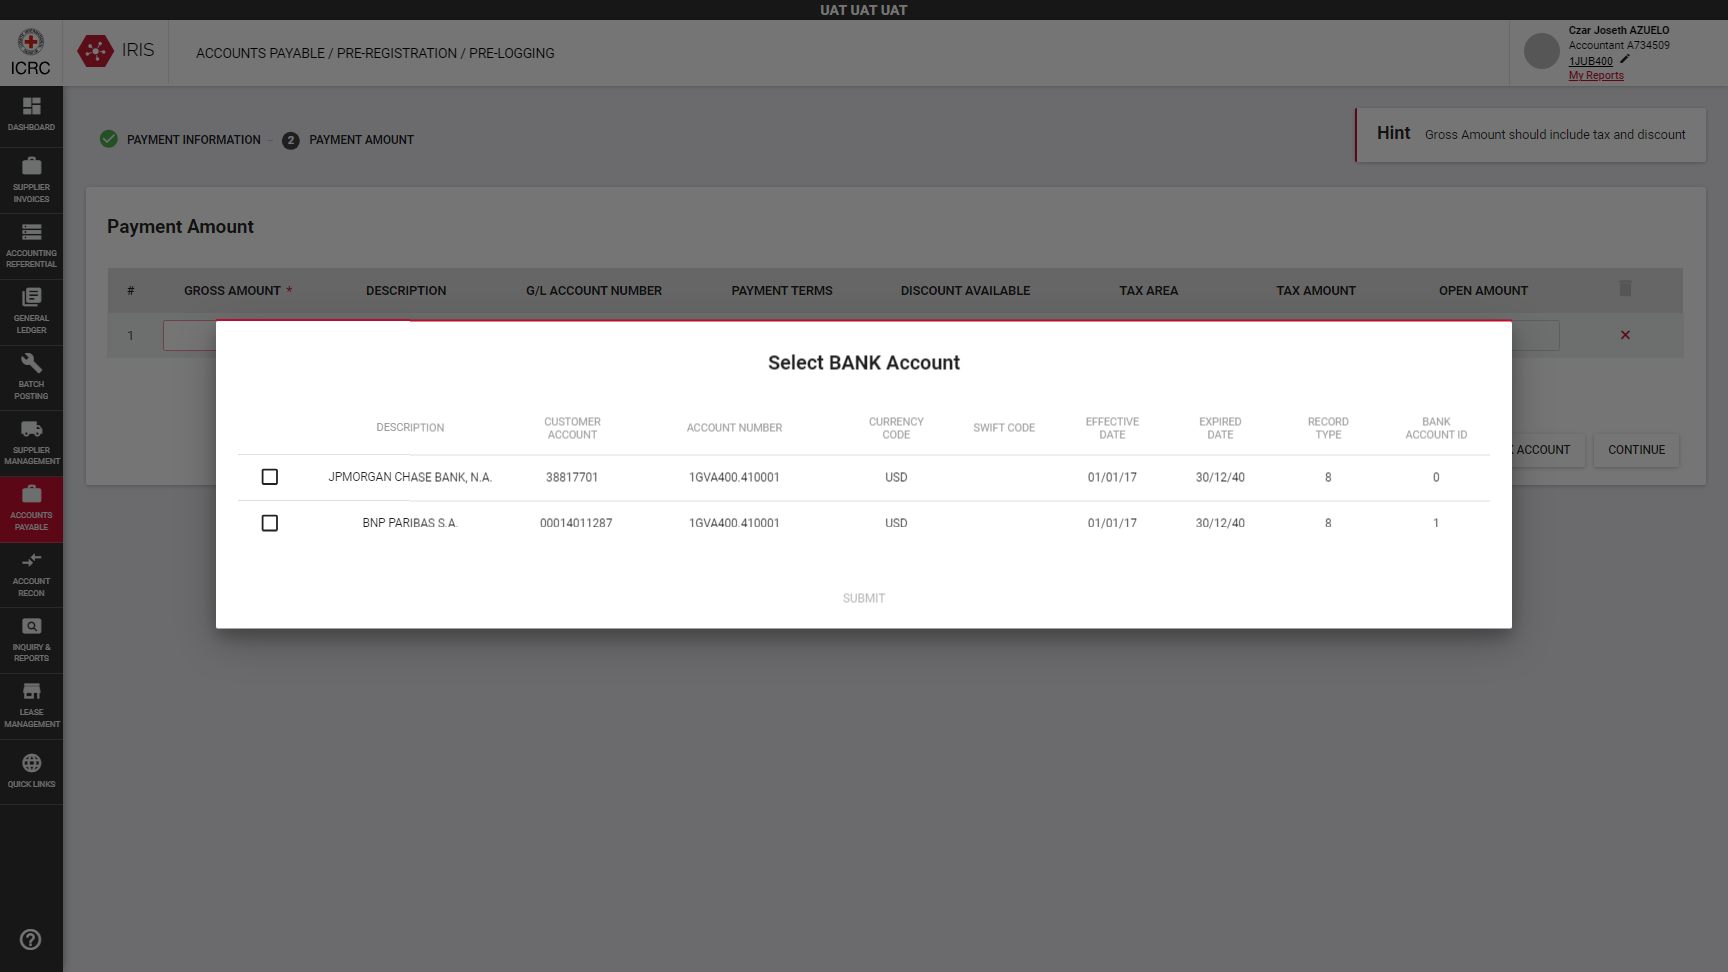 UAT UAT UAT
ICRC
IRIS
ACCOUNTS PAYABLE / PRE-REGISTRATION / PRE-LOGGING
Czar Joseth AZUELO
Accountant A734509
1JUB400
My Reports
DASHBOARD
SUPPLIER
INVOICES
ACCOUNTING
REFERENTIAL
GENERAL
LEDGER
BATCH
POSTING
SUPPLIER
MANAGEMENT
ACCOUNTS
PAYABLE
ACCOUNT
RECON
INQUIRY &
REPORTS
LEASE
MANAGEMENT
QUICK LINKS
PAYMENT INFORMATION
2 PAYMENT AMOUNT
Hint Gross Amount should include tax and discount
Payment Amount
# GROSS AMOUNT * DESCRIPTION G/L ACCOUNT NUMBER PAYMENT TERMS DISCOUNT AVAILABLE TAX AREA TAX AMOUNT OPEN AMOUNT
1
Select BANK Account
DESCRIPTION CUSTOMER ACCOUNT ACCOUNT NUMBER CURRENCY CODE SWIFT CODE EFFECTIVE DATE EXPIRED DATE RECORD TYPE BANK ACCOUNT ID
JPMORGAN CHASE BANK, N.A. 38817701 1GVA400.410001 USD 01/01/17 30/12/40 8 0
BNP PARIBAS S.A. 00014011287 1GVA400.410001 USD 01/01/17 30/12/40 8 1
SUBMIT
ACCOUNT
CONTINUE